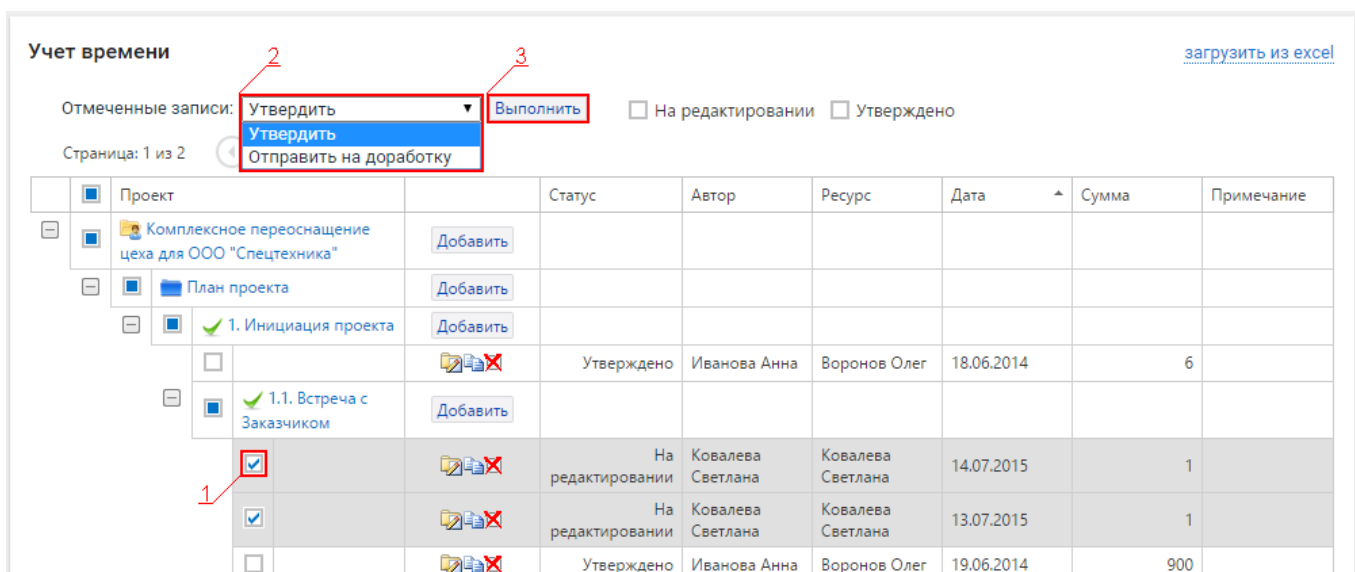 Учет времени
2
3
загрузить из excel
Отмеченные записи: Утвердить Выполнить На редактировании Утверждено
Утвердить
Отправить на доработку
Страница: 1 из 2
Проект Статус Автор Ресурс Дата Сумма Примечание
Комплексное переоснащение
цеха для ООО "Спецтехника"
Добавить
План проекта Добавить
1. Инициация проекта Добавить
Утверждено Иванова Анна Воронов Олег 18.06.2014 6
1.1. Встреча с
Заказчиком
Добавить
На редактировании Ковалева Светлана Ковалева Светлана 14.07.2015 1
1
На редактировании Ковалева Светлана Ковалева Светлана 13.07.2015 1
Утверждено Иванова Анна Воронов Олег 19.06.2014 900